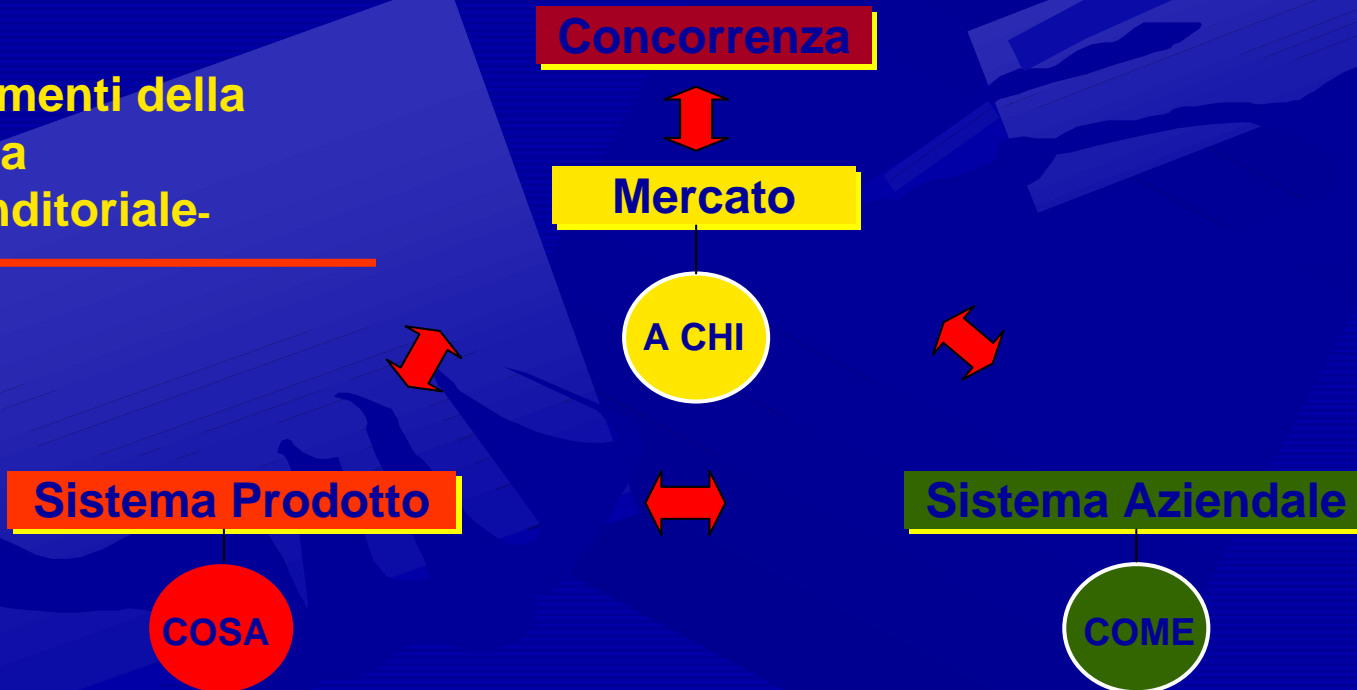 Concorrenza
menti della
a
nditoriale-
Mercato
A CHI
Sistema Prodotto
Sistema Aziendale
COSA
COME